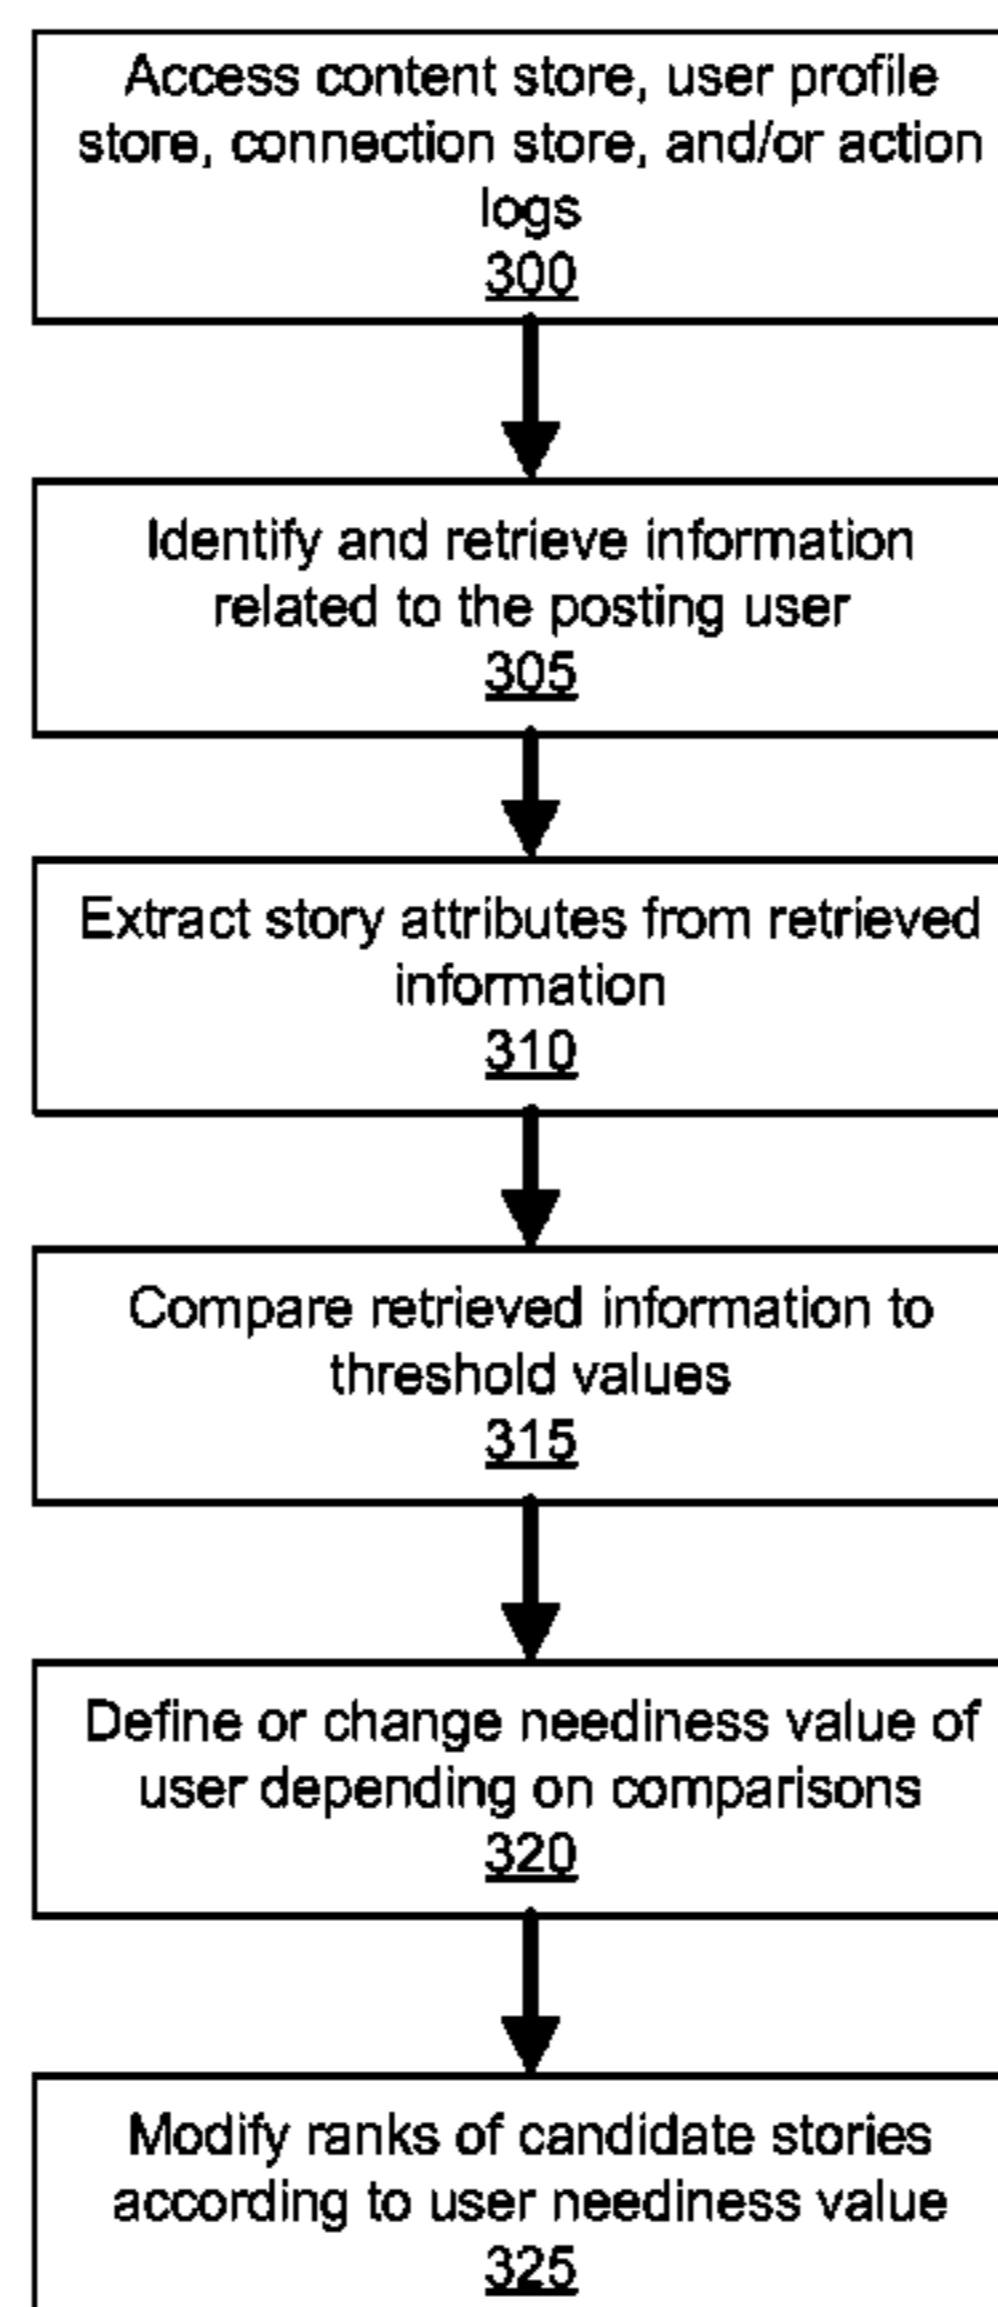 Access content store, user profile
store, connection store, and/or action
logs
300
Identify and retrieve information
related to the posting user
305
Extract story attributes from retrieved
information
310
Compare retrieved information to
threshold values
315
Define or change neediness value of
user depending on comparisons
320
Modify ranks of candidate stories
according to user neediness value
325